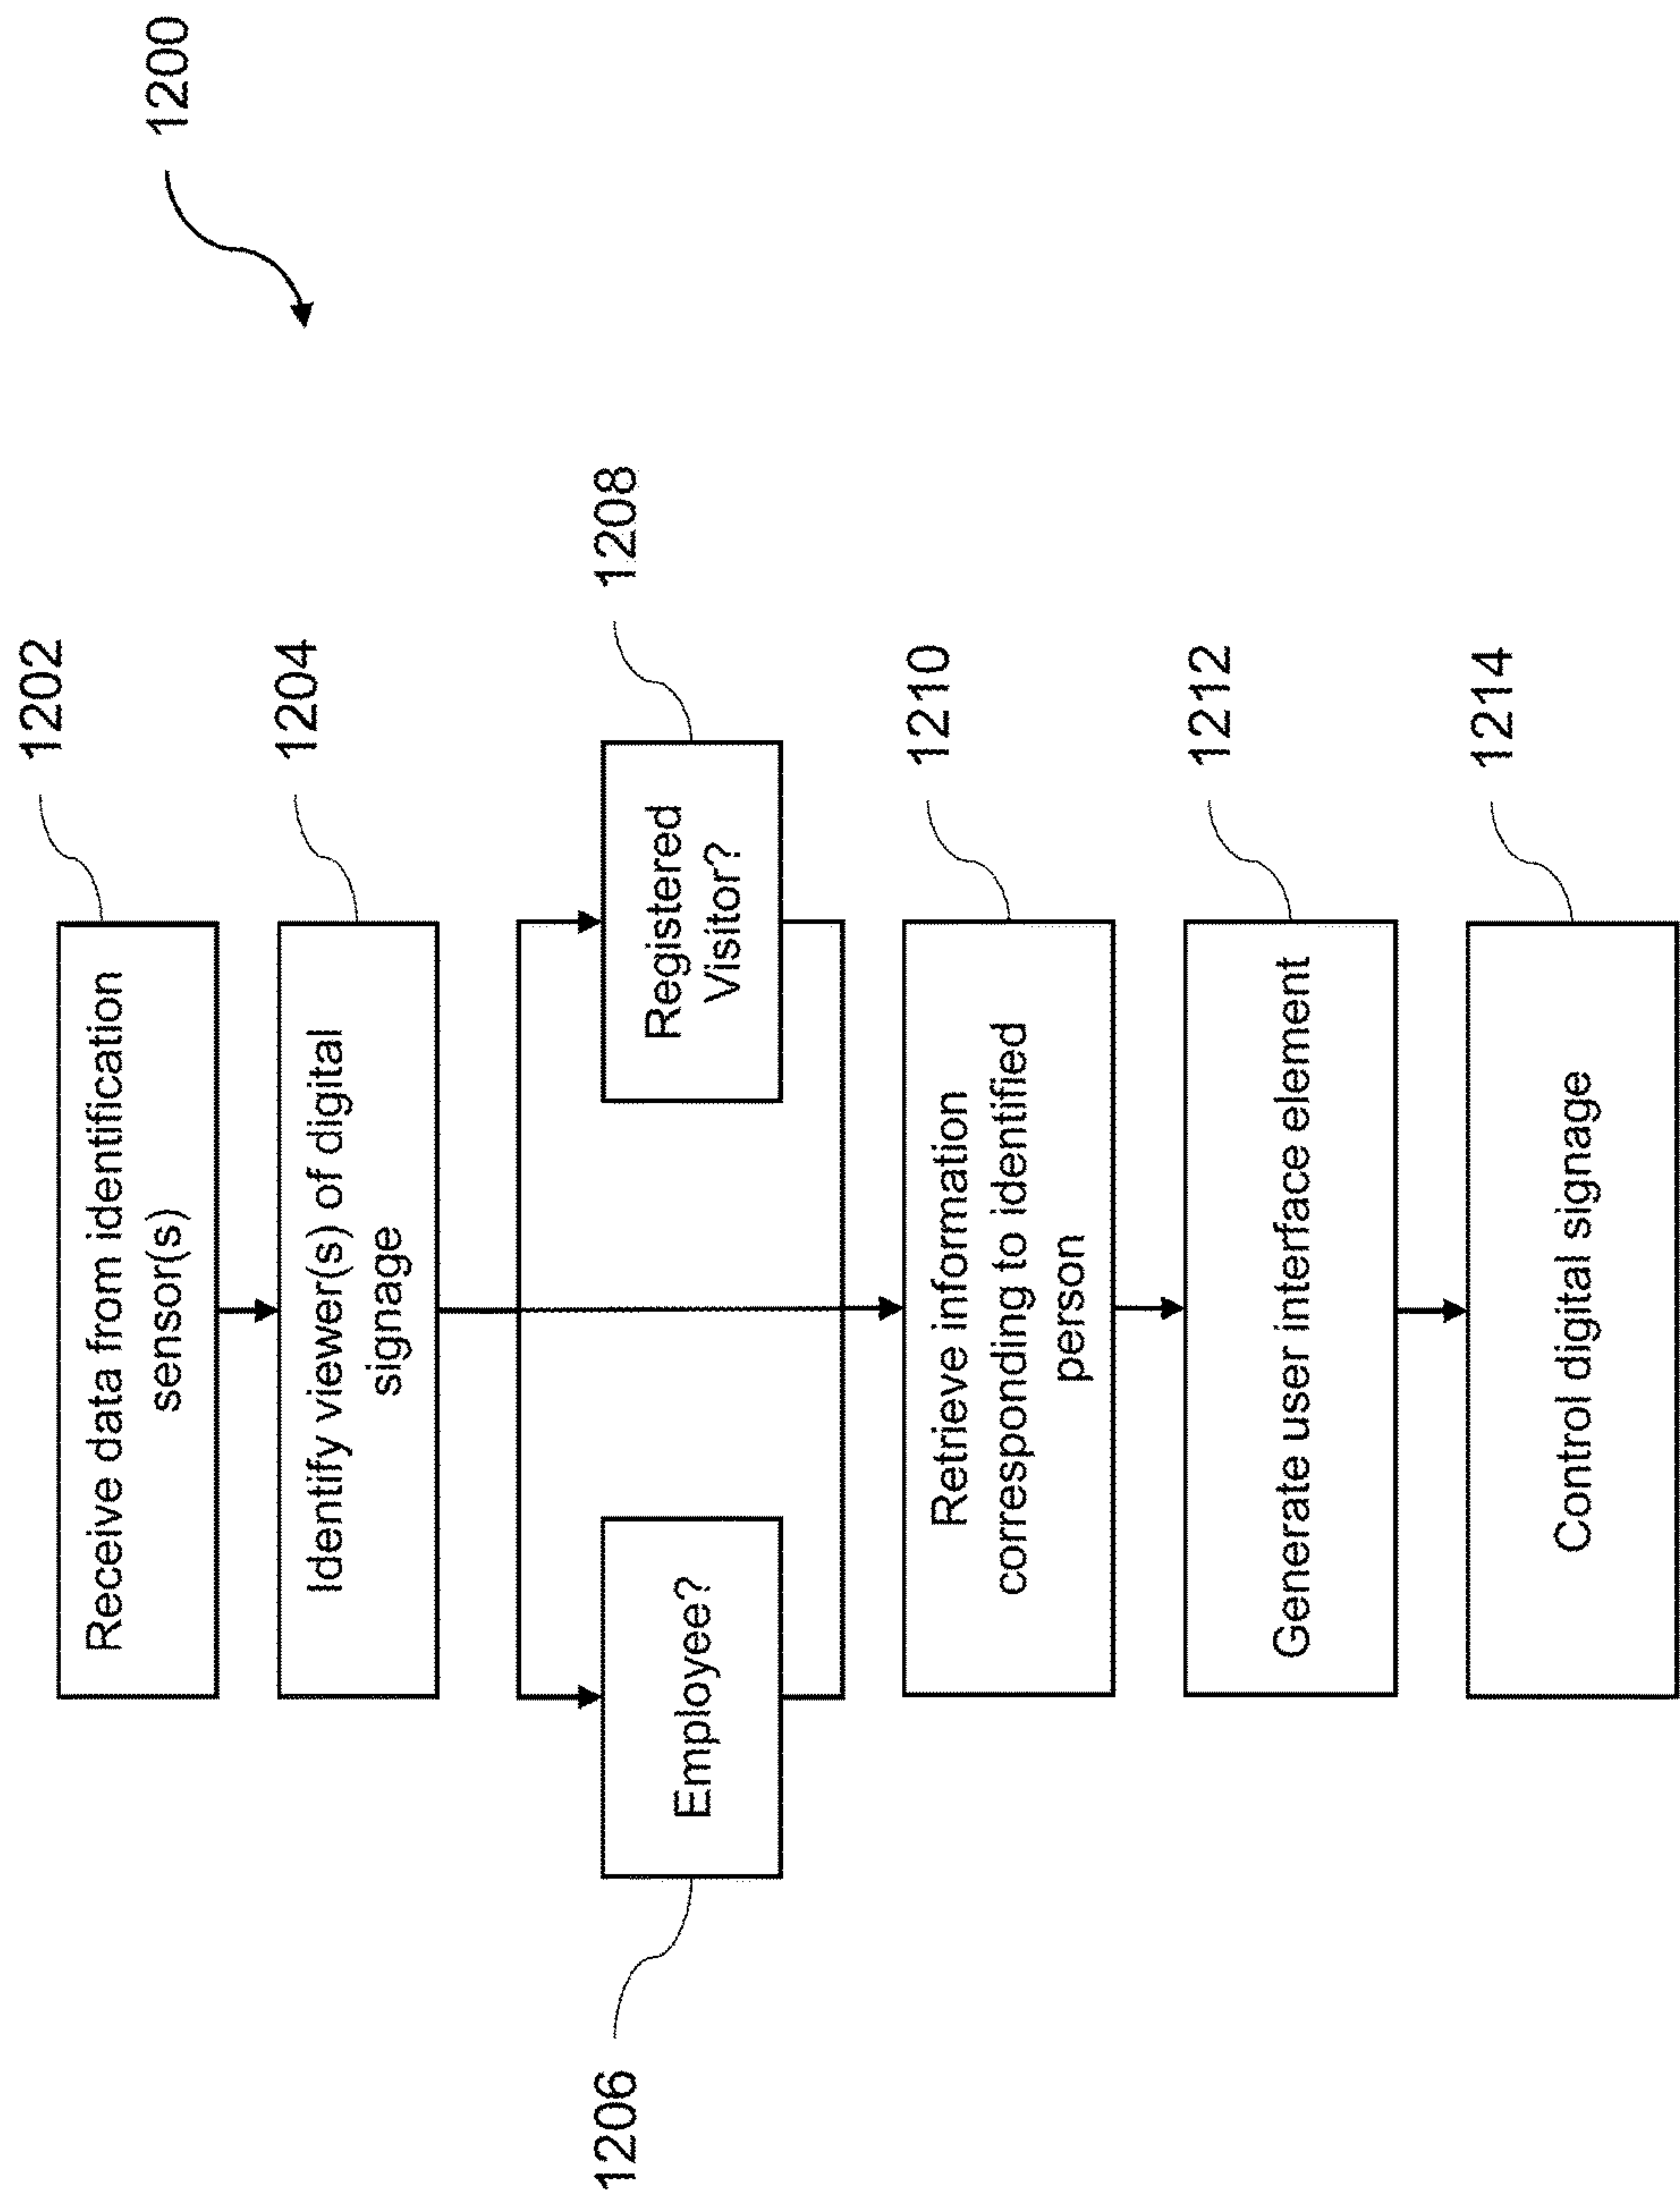 1200
1202
Receive data from identification
sensor(s)
1204
Identify viewer(s) of digital
signage
1206
Employee?
1208
Registered
Visitor?
1210
Retrieve information
corresponding to identified
person
1212
Generate user interface element
1214
Control digital signage